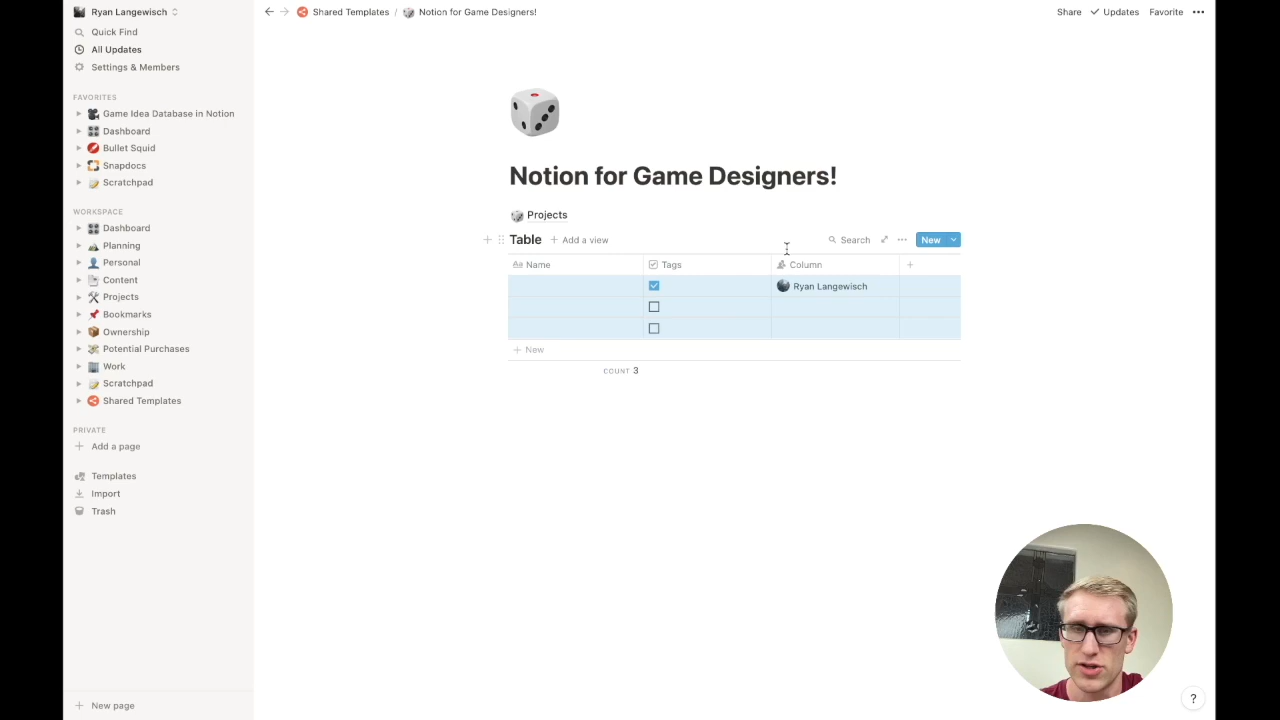 Ryan Langewisch
Quick Find
All Updates
Settings & Members
FAVORITES
Game Idea Database in Notion
Dashboard
Bullet Squid
Snapdocs
Scratchpad
WORKSPACE
Dashboard
Planning
Personal
Content
Projects
Bookmarks
Ownership
Potential Purchases
Work
Scratchpad
Shared Templates
PRIVATE
Add a page
Templates
Import
Trash
New page
Shared Templates / Notion for Game Designers!
Share Updates Favorite
Notion for Game Designers!
Projects
Table Add a view Search New
Name Tags Column
Ryan Langewisch
New
COUNT 3
?